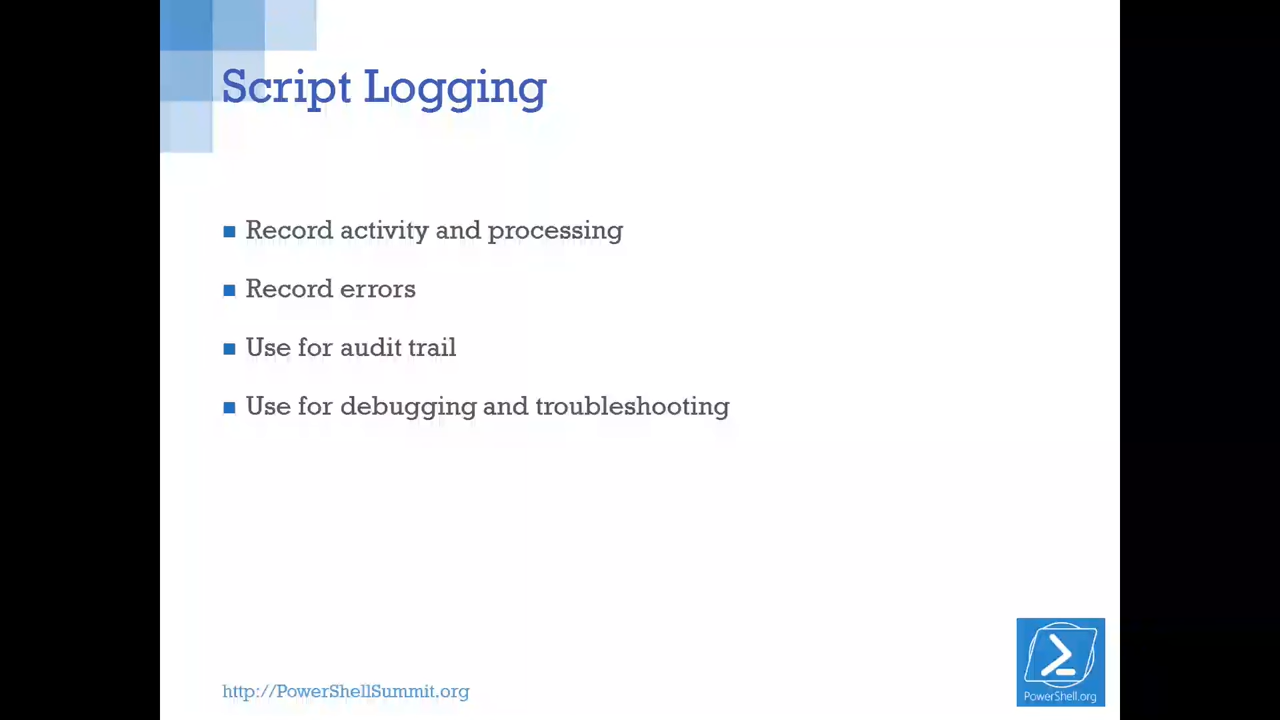 Script Logging
Record activity and processing
Record errors
Use for audit trail
Use for debugging and troubleshooting
http://PowerShellSummit.org
PowerShell.org